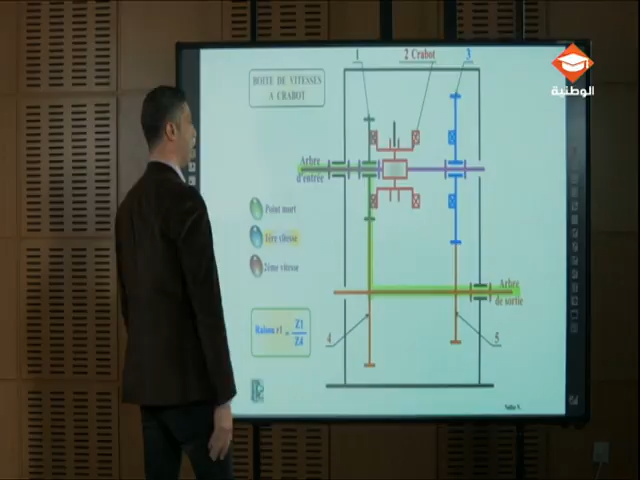 الوطنية
1
2 Crabot
3
BOITE DE VITESSES
A CRABOT
Arbre
d'entrée
Point mort
1ère vitesse
2ème vitesse
Arbre
de sortie
Raison r1 = Z1
Z4
4
5